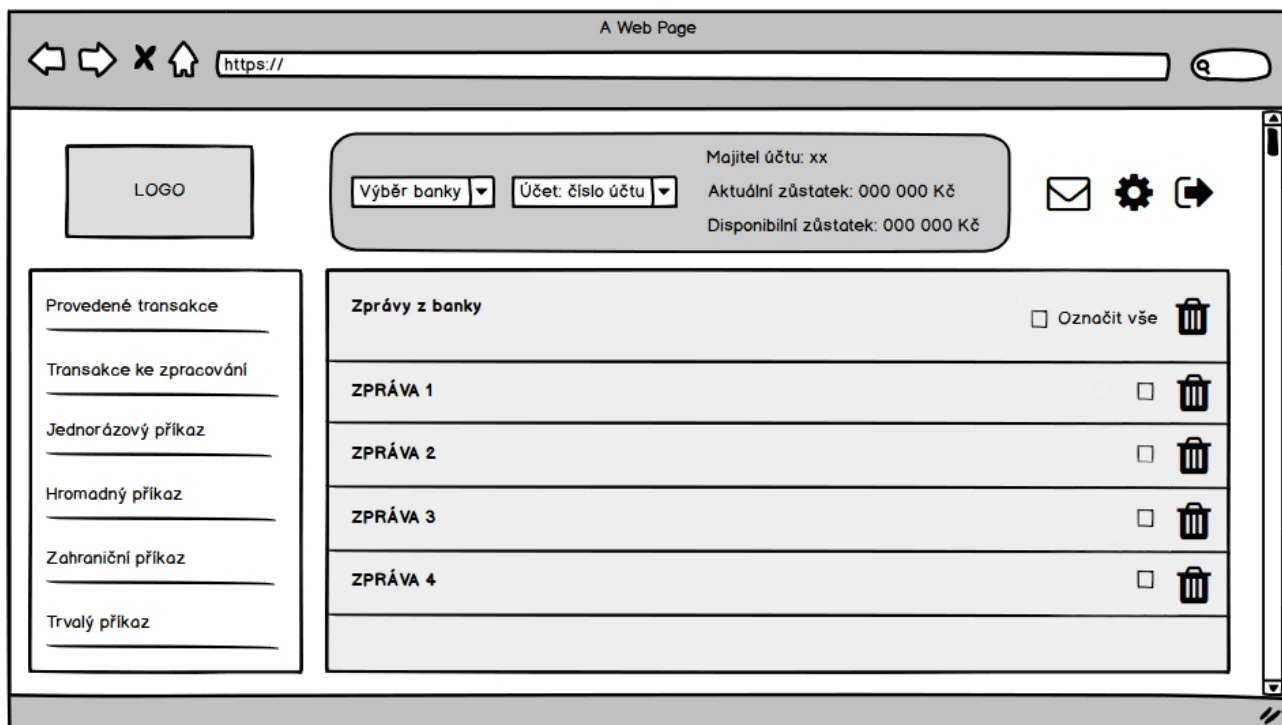 A Web Page
https://
LOGO
Výběr banky
Účet: číslo účtu
Majitel účtu: xx
Aktuální zůstatek: 000 000 Kč
Disponibilní zůstatek: 000 000 Kč
Provedené transakce
Transakce ke zpracování
Jednorázový příkaz
Hromadný příkaz
Zahraniční příkaz
Trvalý příkaz
Zprávy z banky
Označit vše
ZPRÁVA 1
ZPRÁVA 2
ZPRÁVA 3
ZPRÁVA 4